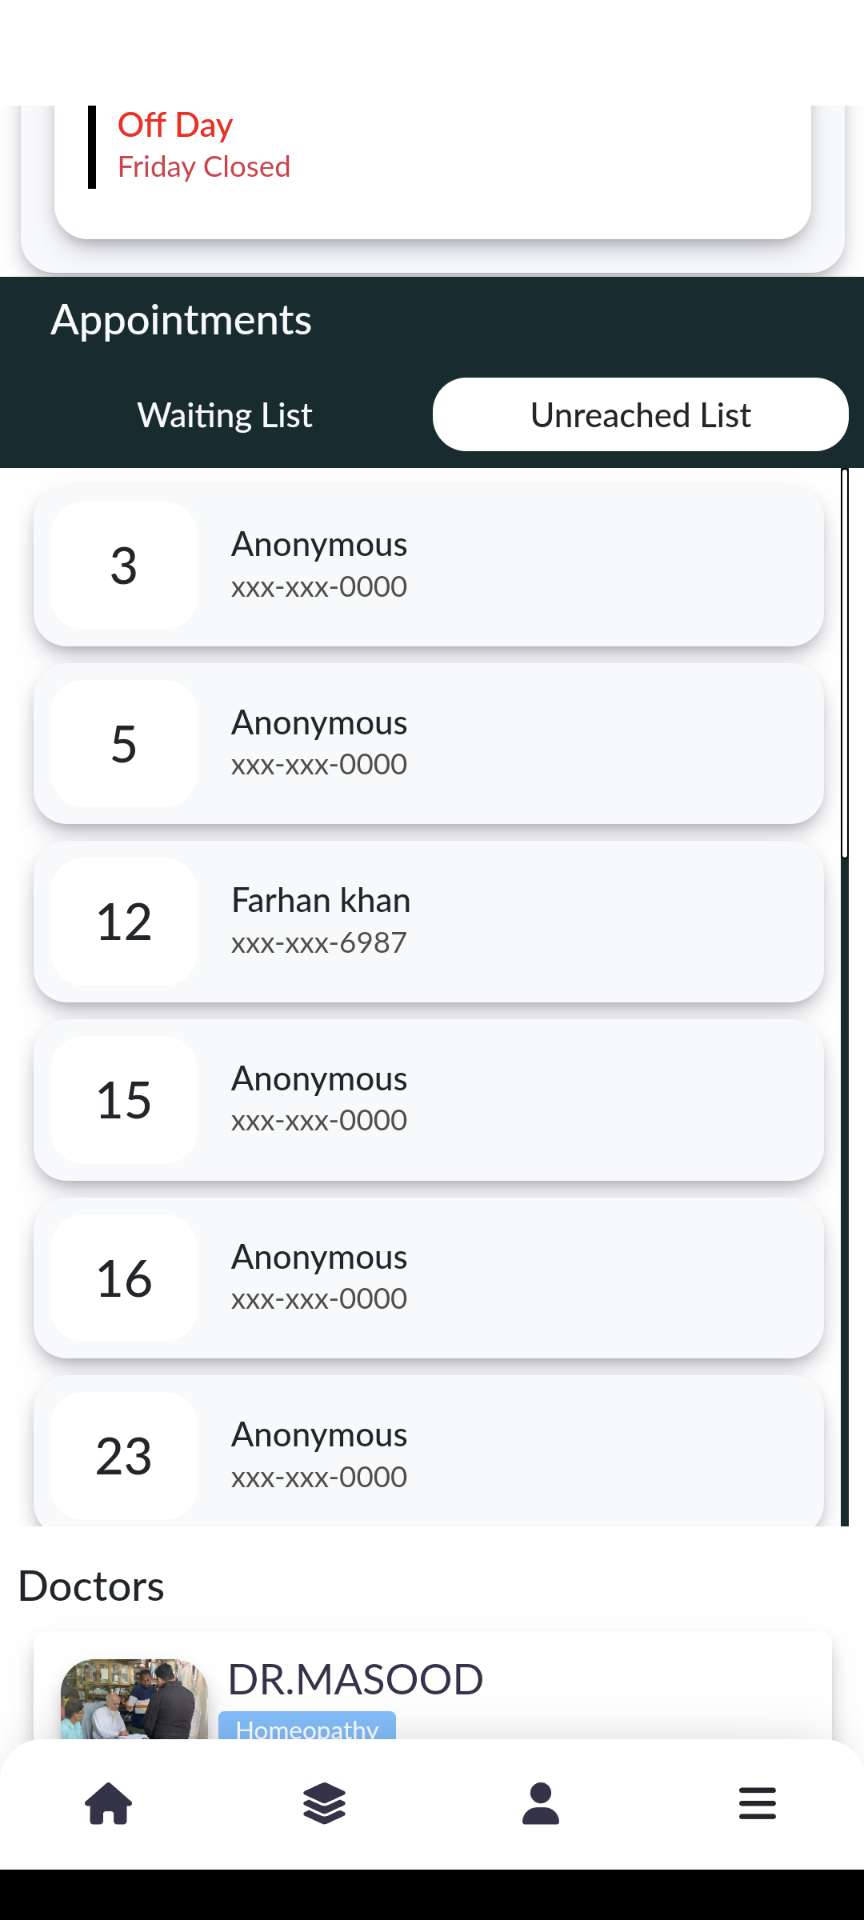 Off Day
Friday Closed
Appointments
Waiting List
Unreached List
3
Anonymous
xxx-xxx-0000
5
Anonymous
xxx-xxx-0000
12
Farhan khan
xxx-xxx-6987
15
Anonymous
xxx-xxx-0000
16
Anonymous
xxx-xxx-0000
23
Anonymous
xxx-xxx-0000
Doctors
DR.MASOOD
Homeopathy